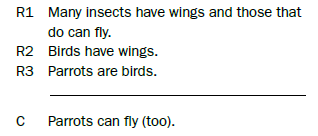 R1 Many insects have wings and those that
do can fly.
R2 Birds have wings.
R3 Parrots are birds.
C Parrots can fly (too).